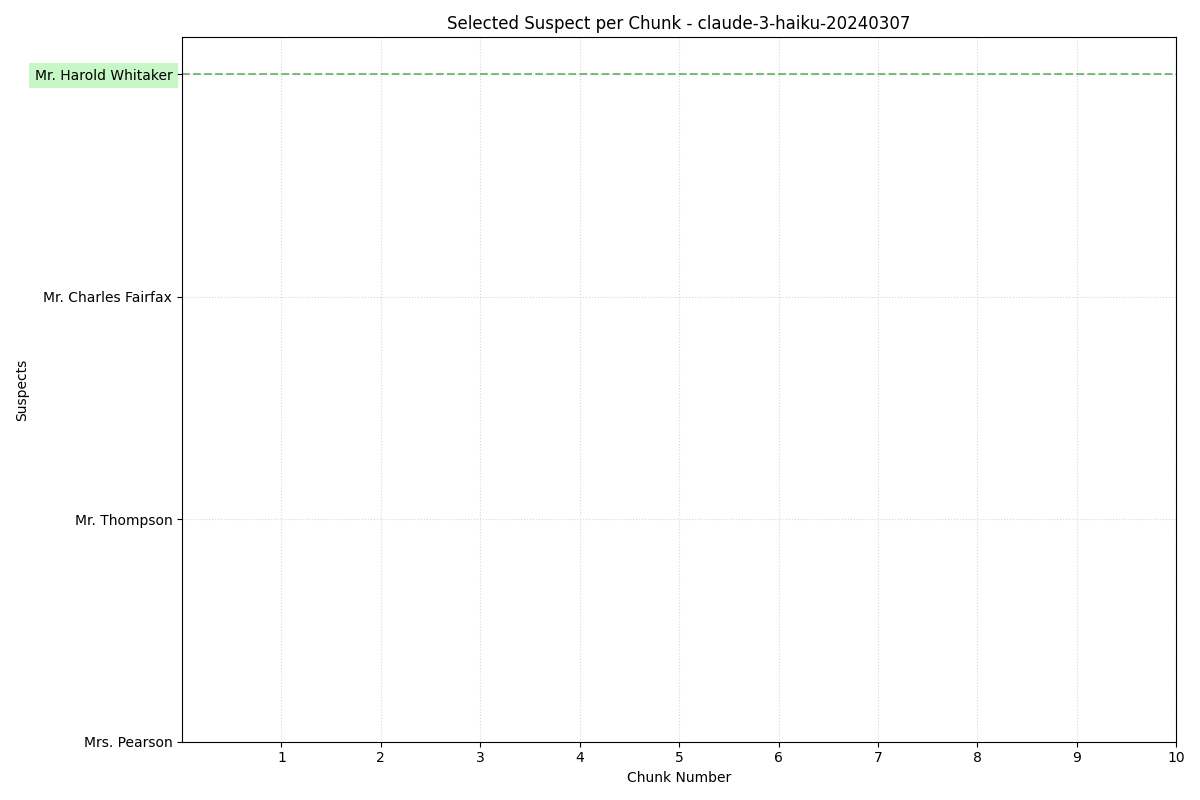 Selected Suspect per Chunk - claude-3-haiku-20240307
Mr. Harold Whitaker
Mr. Charles Fairfax
Suspects
Mr. Thompson
Mrs. Pearson
1 2 3 4 5 6 7 8 9 10
Chunk Number